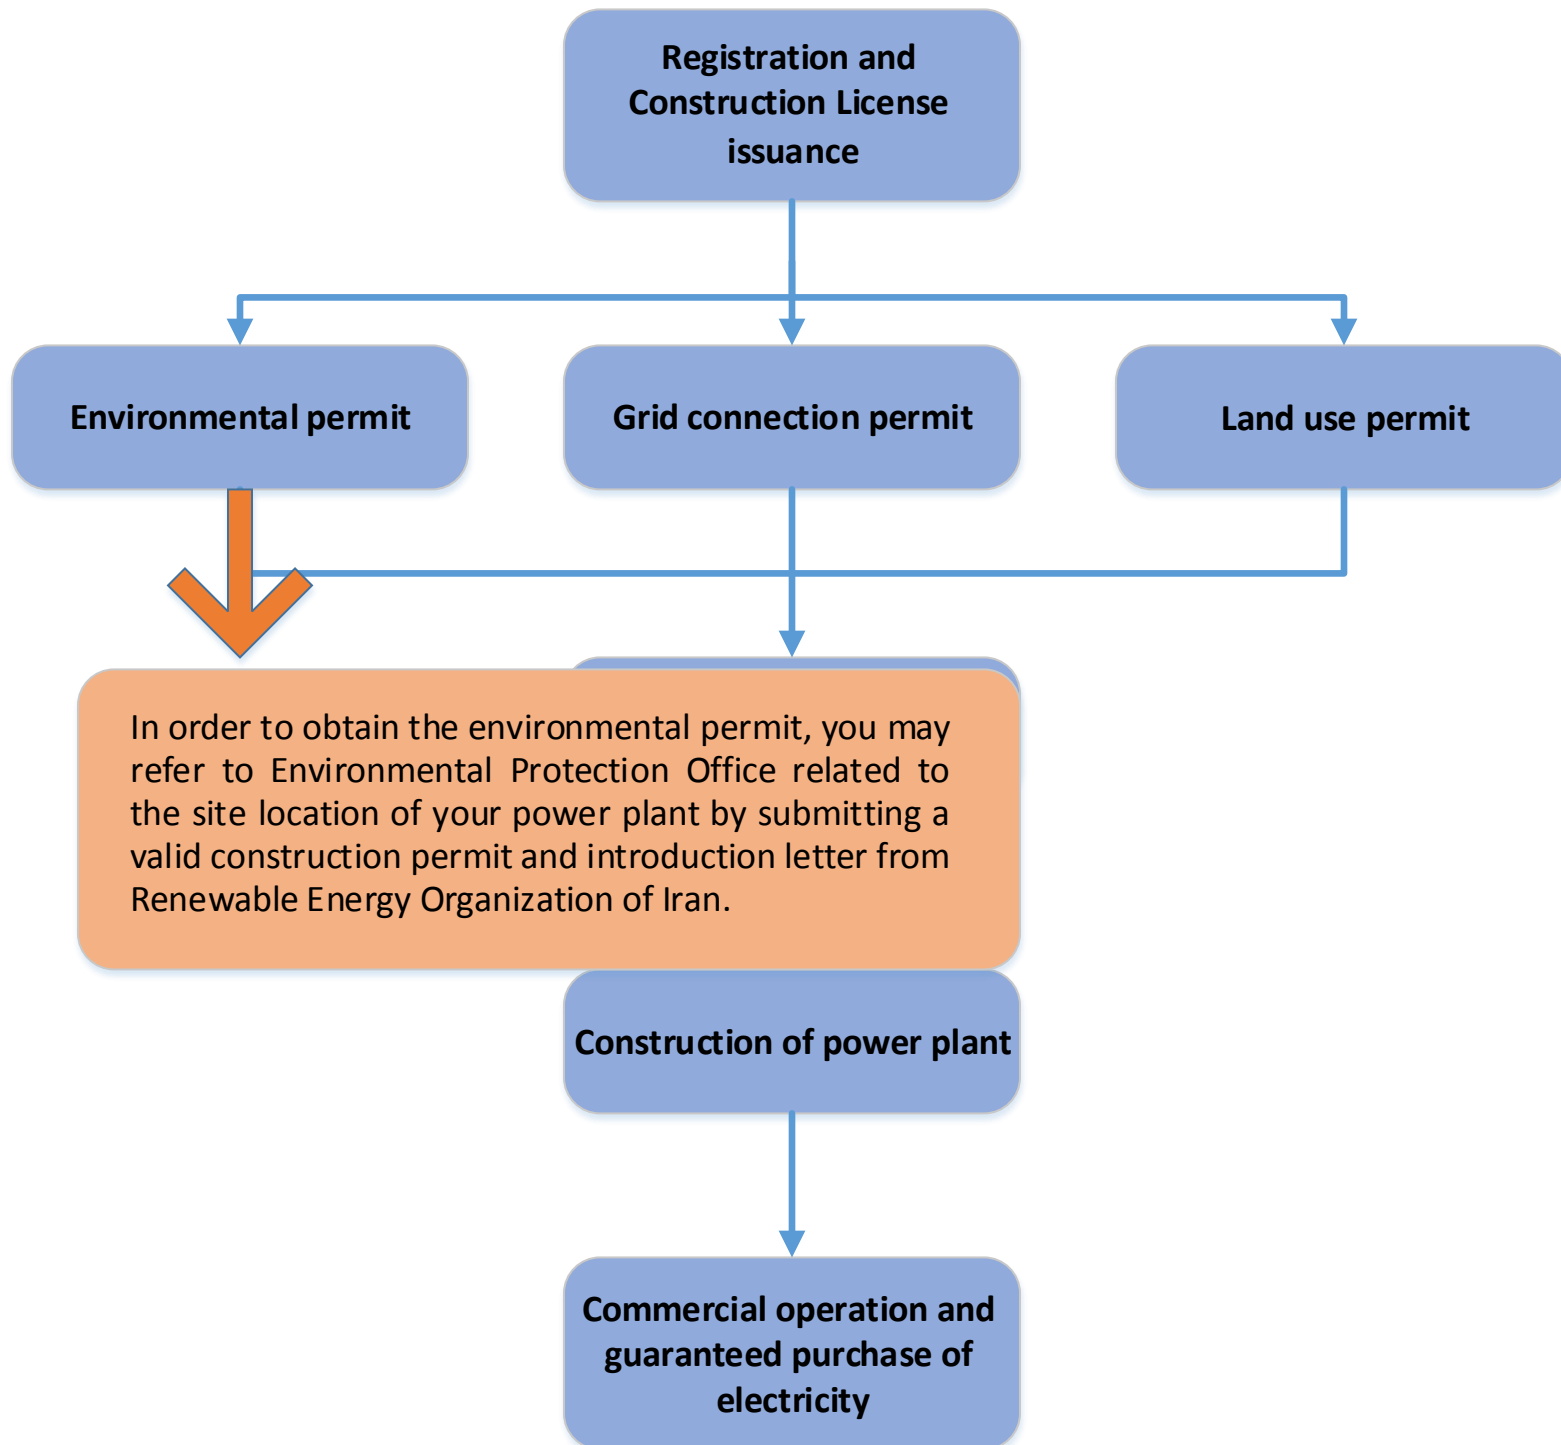 Registration and
Construction License
issuance
Environmental permit
Grid connection permit
Land use permit
In order to obtain the environmental permit, you may
refer to Environmental Protection Office related to
the site location of your power plant by submitting a
valid construction permit and introduction letter from
Renewable Energy Organization of Iran.
Construction of power plant
Commercial operation and
guaranteed purchase of
electricity